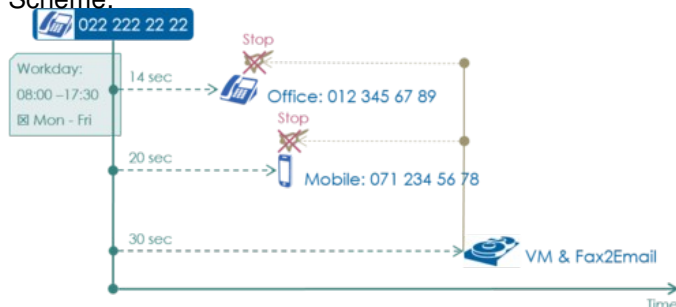 Scheme:
022 222 22 22
Stop
Workday:
14 sec
08:00 –17:30
Office: 012 345 67 89
☒ Mon - Fri
Stop
20 sec
Mobile: 071 234 56 78
30 sec
VM & Fax2Email
Time